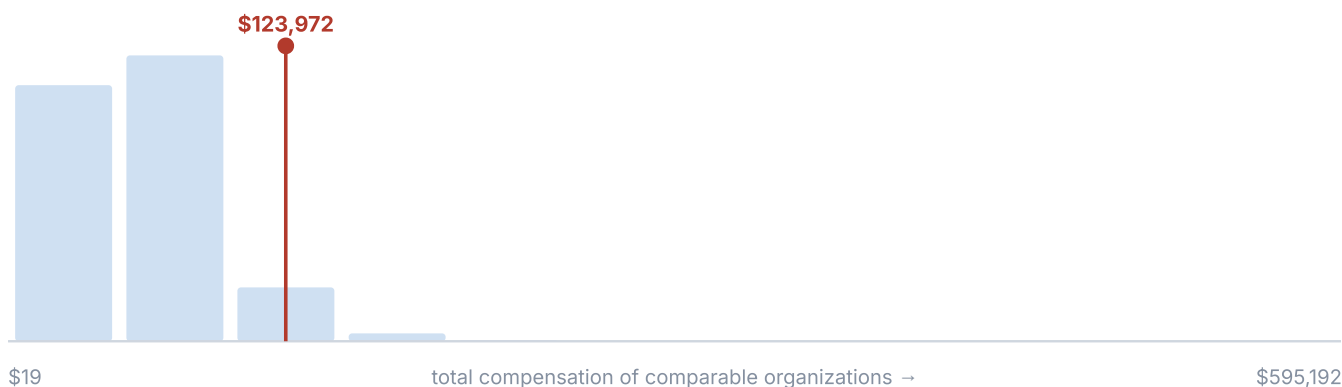 $123,972
$19
total compensation of comparable organizations →
$595,192